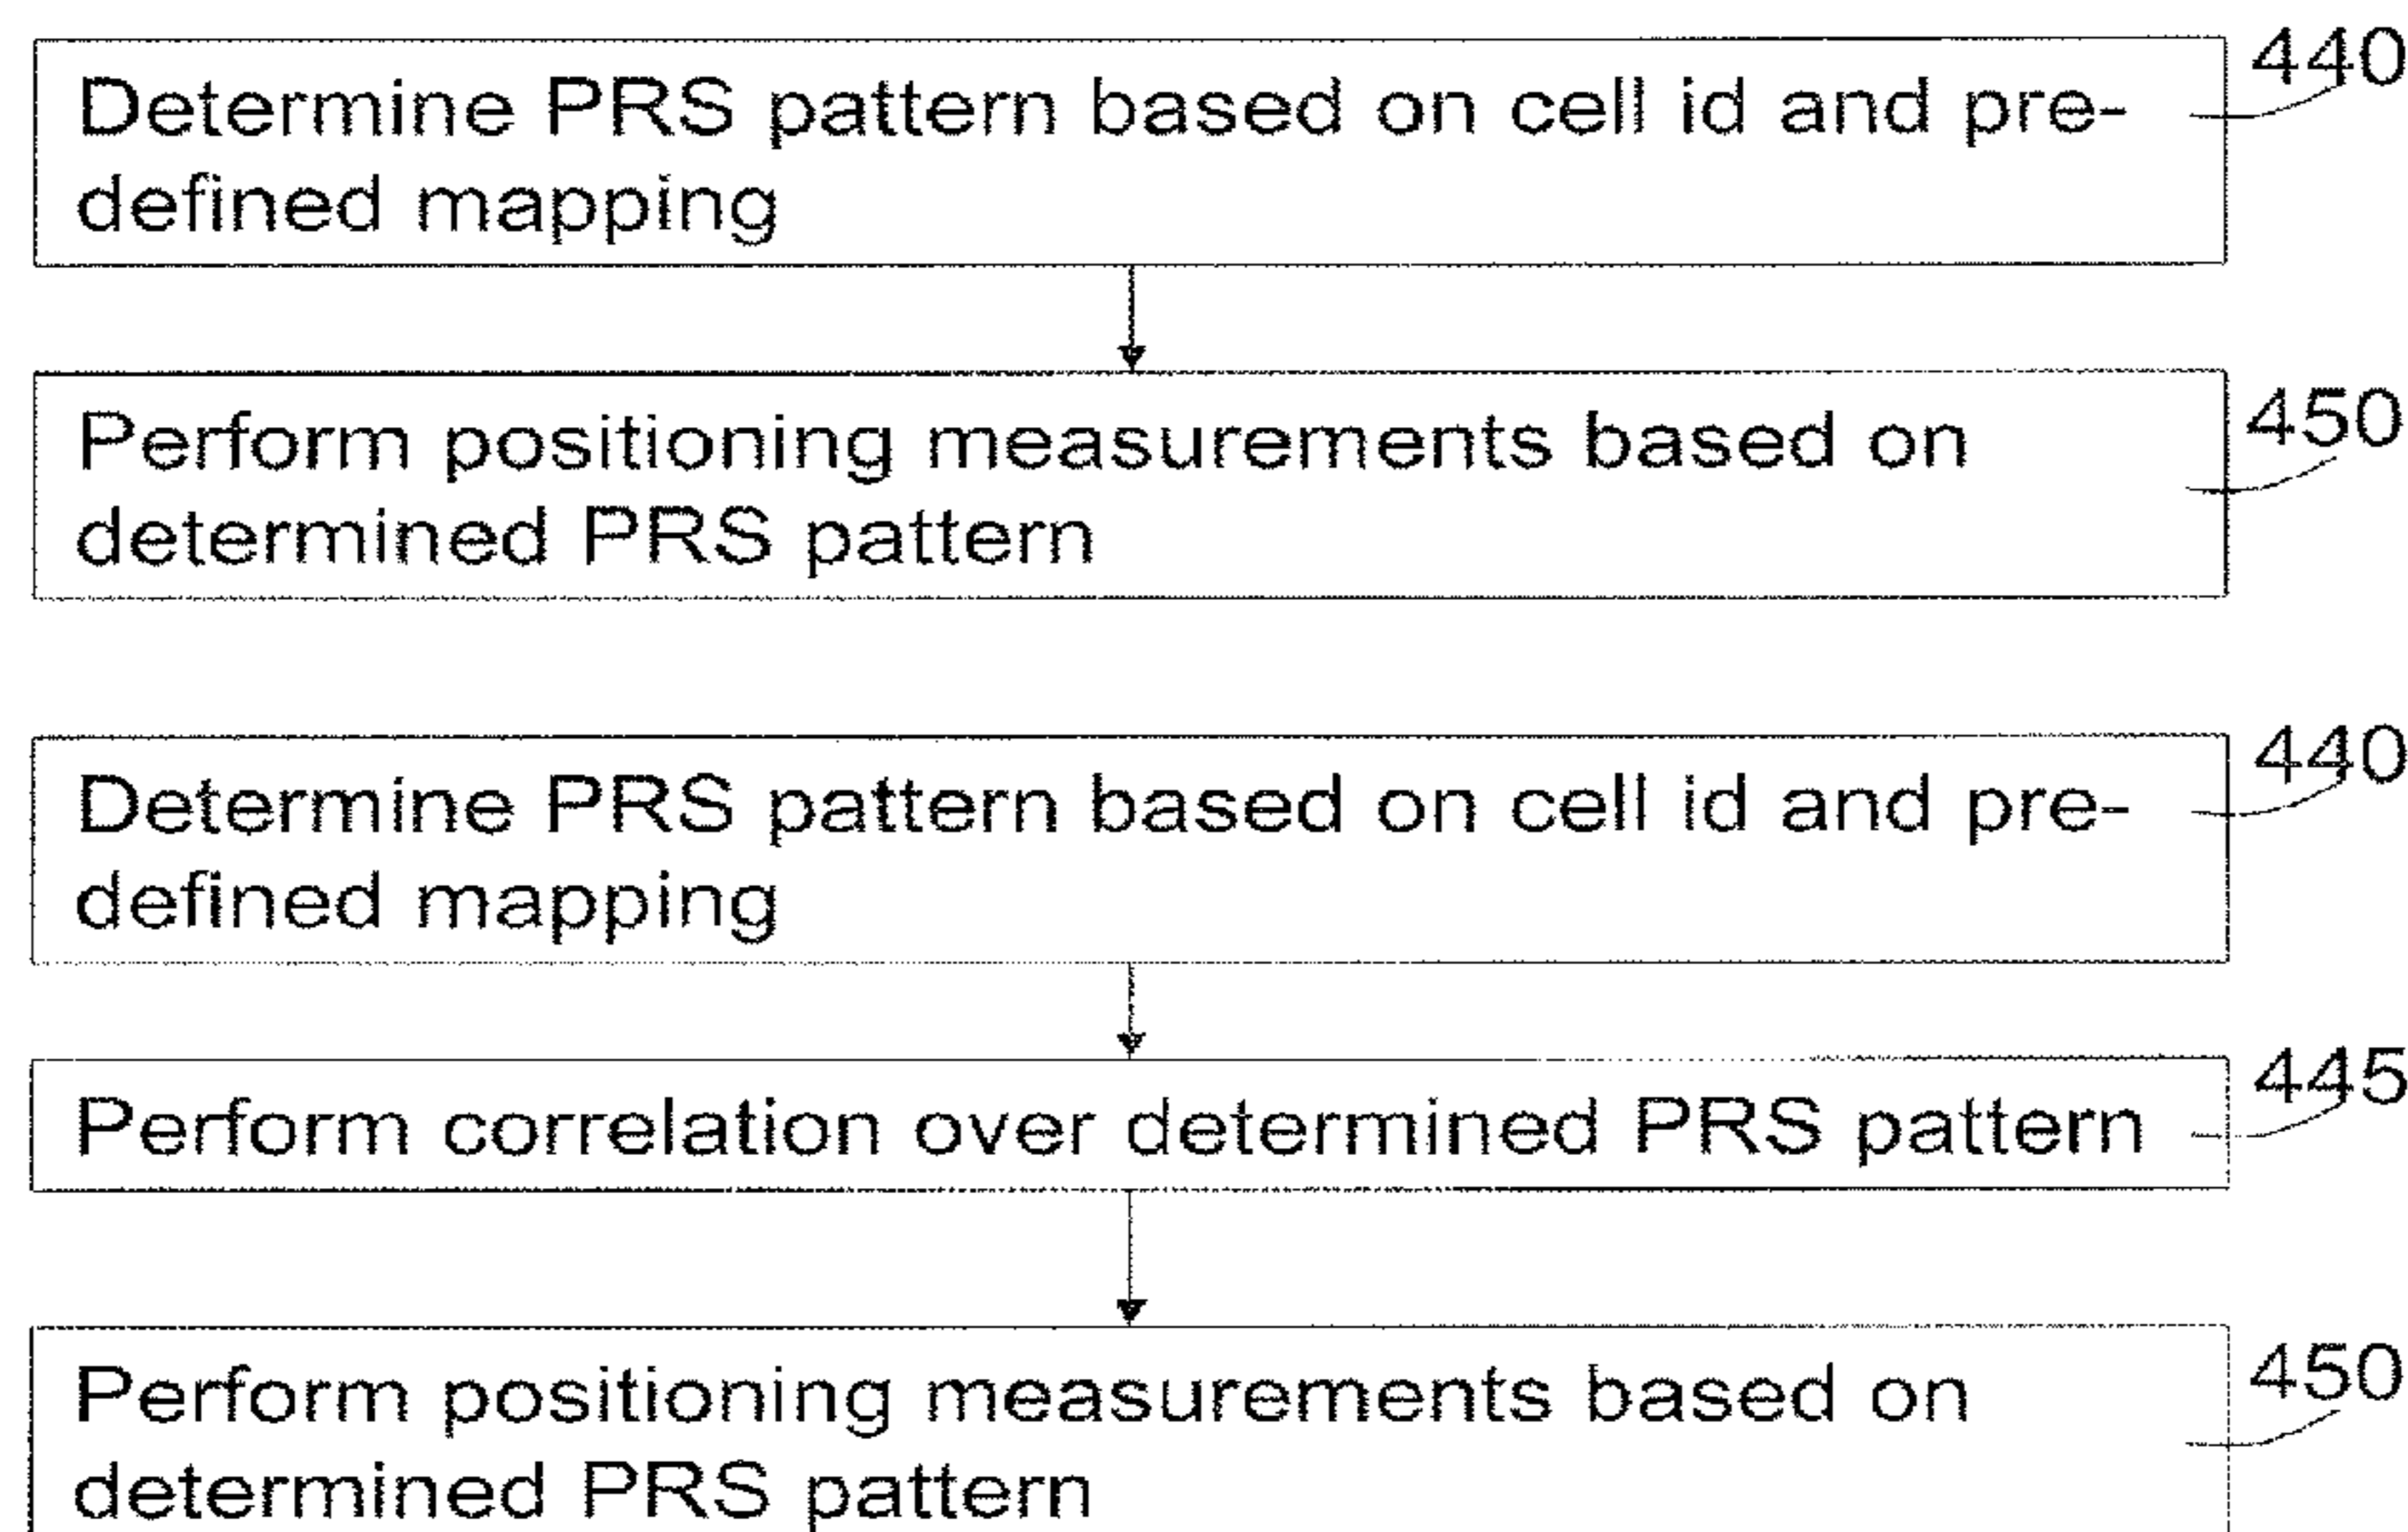 440
Determine PRS pattern based on cell id and pre-
defined mapping
450
Perform positioning measurements based on
determined PRS pattern
440
Determine PRS pattern based on cell id and pre-
defined mapping
445
Perform correlation over determined PRS pattern
450
Perform positioning measurements based on
determined PRS pattern